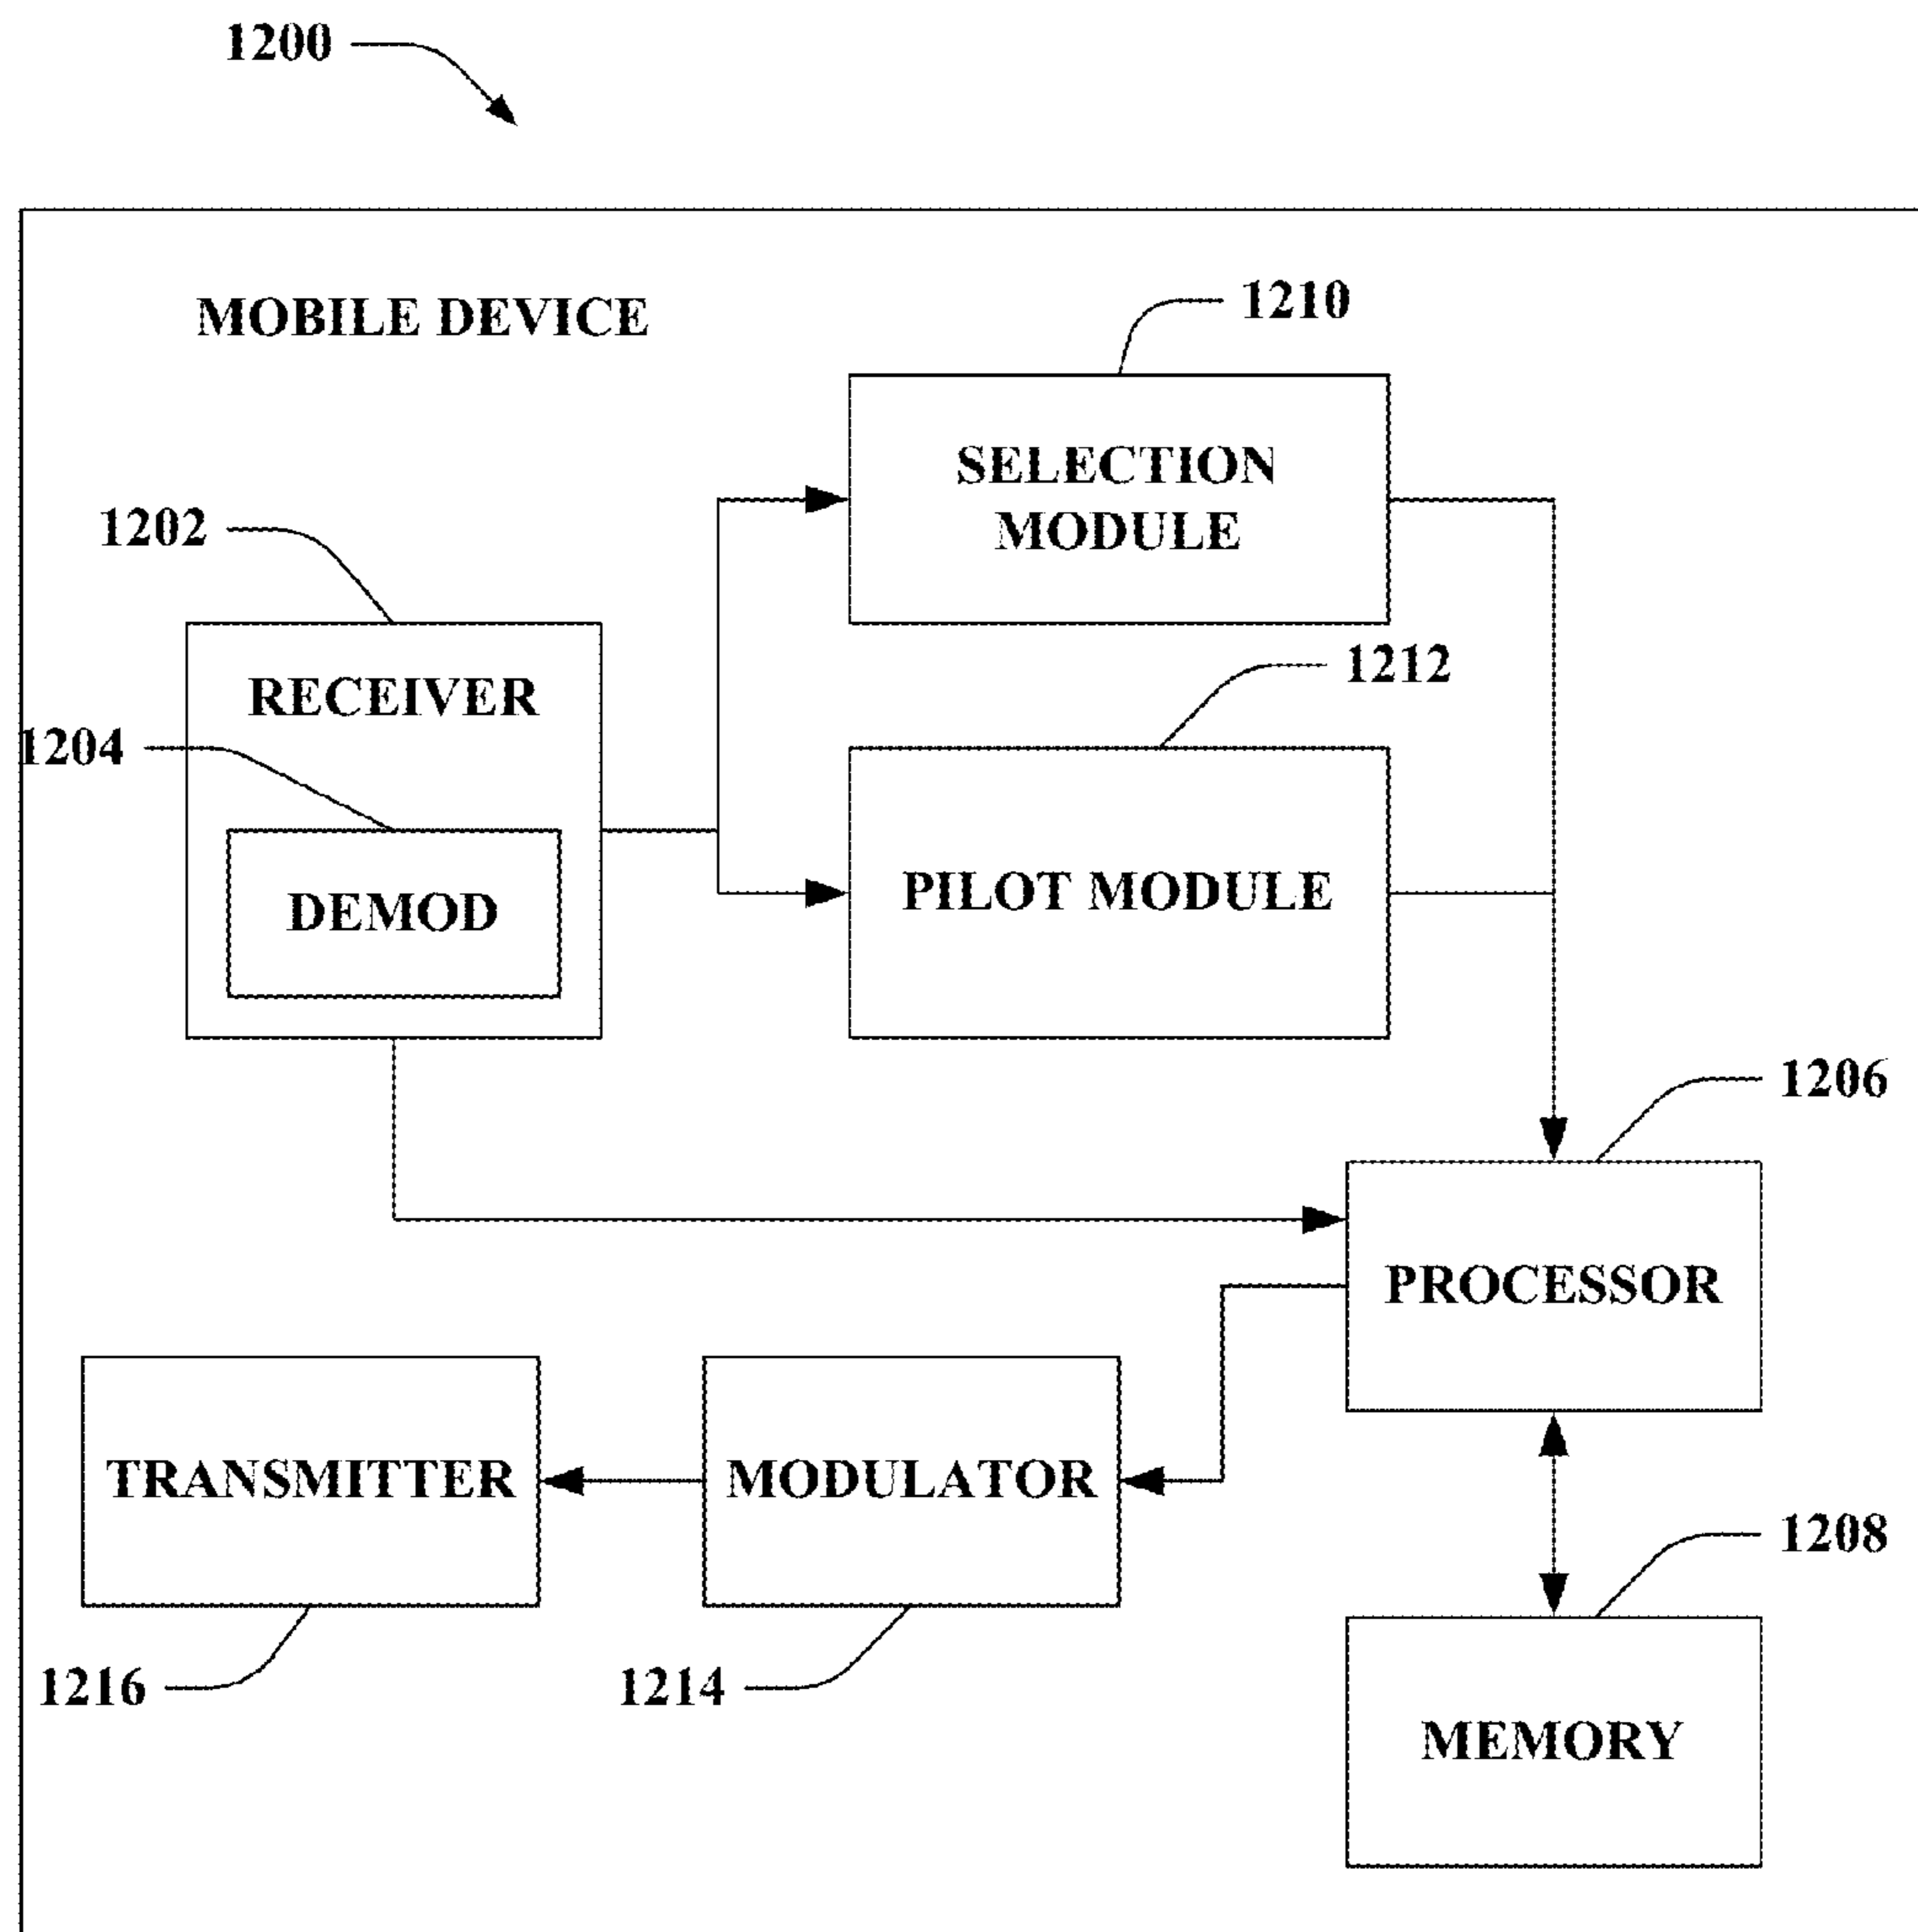 1200
MOBILE DEVICE
1210
SELECTION
MODULE
1202
1212
RECEIVER
1204
DEMOD
PILOT MODULE
1206
PROCESSOR
TRANSMITTER
MODULATOR
1208
1216
1214
MEMORY